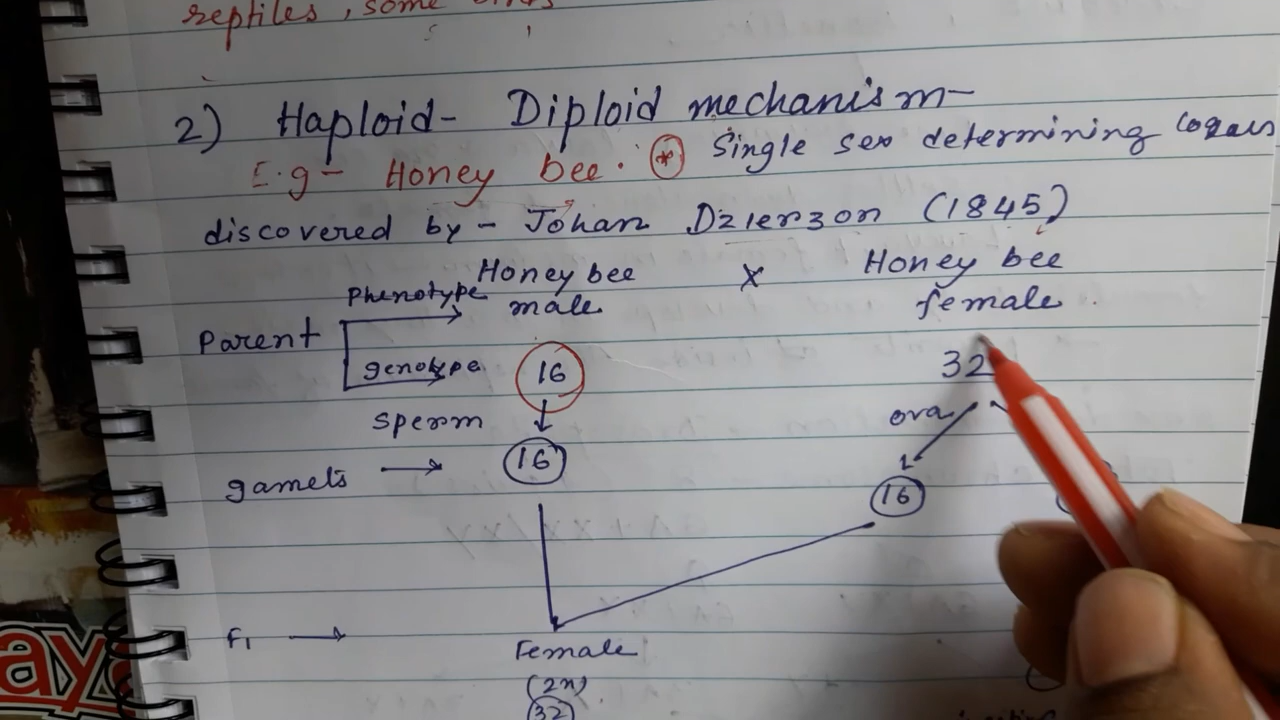 reptiles, some
2) Haploid- Diploid mechanism-
E.g- Honey bee. * Single sex determining
discovered by - Johan Dzierzon (1845)
Honey bee male X Honey bee female
Parent
Phenotype
genotype 16 32
sperm ova
gamets 16 16
F1
Female
(2n)
32
aya